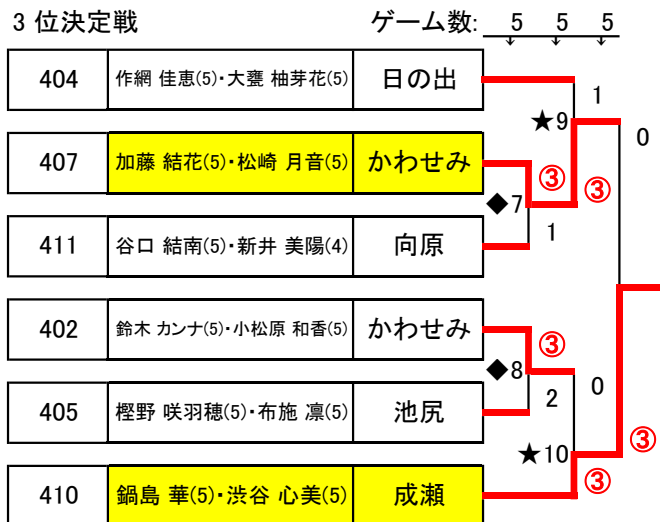 3 位決定戦 ゲーム数: 5 5 5
404 作網 佳恵(5)・大甕 柚芽花(5) 日の出
1
★9
0
407 加藤 結花(5)・松崎 月音(5) かわせみ
③ ③
◆7
1
411 谷口 結南(5)・新井 美陽(4) 向原
402 鈴木 カンナ(5)・小松原 和香(5) かわせみ
③
◆8
2 0
405 樫野 咲羽穂(5)・布施 凛(5) 池尻
③
★10
③
410 鍋島 華(5)・渋谷 心美(5) 成瀬